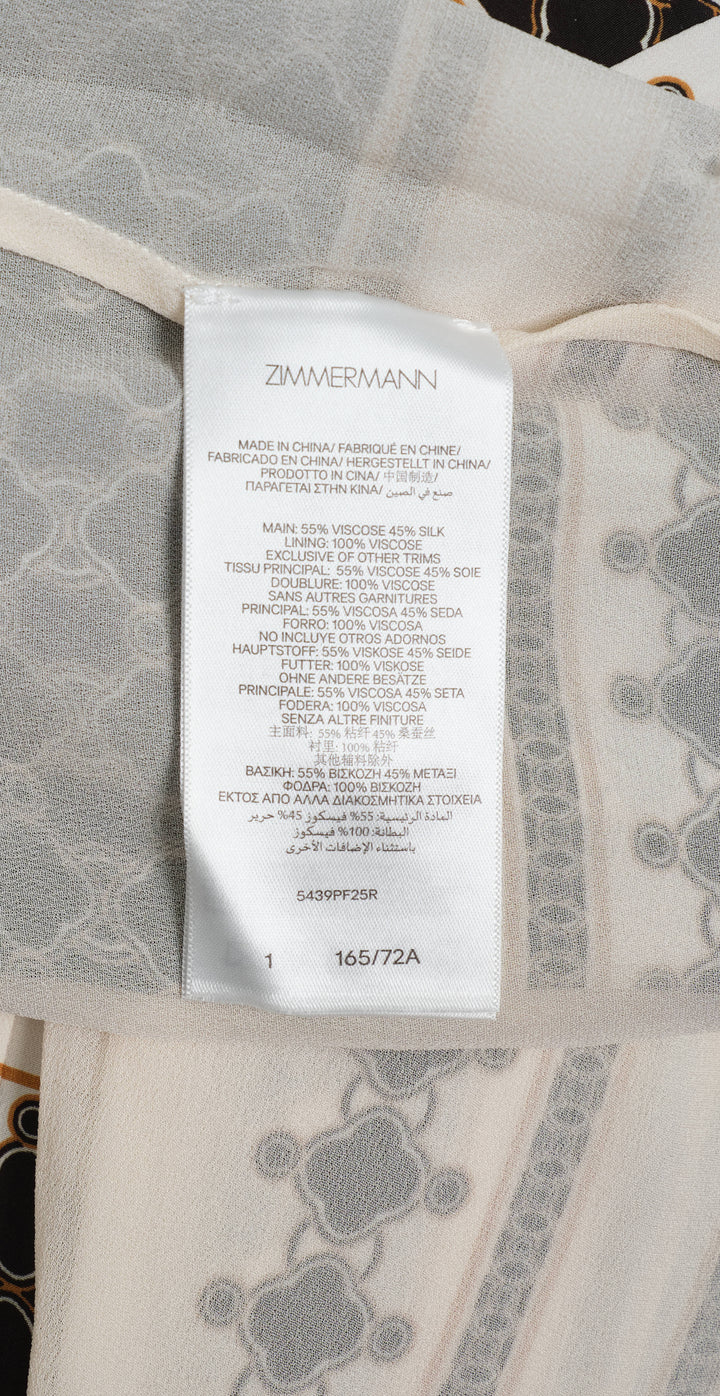 ZIMMERMANN
MADE IN CHINA/ FABRIQUÉ EN CHINE/
FABRICADO EN CHINA/ HERGESTELLT IN CHINA/
PRODOTTO IN CINA/ 中国制造/
ΠΑΡΑΓΕΤΑΙ ΣΤΗΝ ΚΙΝΑ/ صنع في الصين
MAIN: 55% VISCOSE 45% SILK
LINING: 100% VISCOSE
EXCLUSIVE OF OTHER TRIMS
TISSU PRINCIPAL: 55% VISCOSE 45% SOIE
DOUBLURE: 100% VISCOSE
SANS AUTRES GARNITURES
PRINCIPAL: 55% VISCOSA 45% SEDA
FORRO: 100% VISCOSA
NO INCLUYE OTROS ADORNOS
HAUPTSTOFF: 55% VISKOSE 45% SEIDE
FUTTER: 100% VISKOSE
OHNE ANDERE BESÄTZE
PRINCIPALE: 55% VISCOSA 45% SETA
FODERA: 100% VISCOSA
SENZA ALTRE FINITURE
主面料: 55% 粘纤 45% 桑蚕丝
衬里: 100% 粘纤
其他辅料除外
ΒΑΣΙΚΗ: 55% ΒΙΣΚΟΖΗ 45% ΜΕΤΑΞΙ
ΦΟΔΡΑ: 100% ΒΙΣΚΟΖΗ
ΕΚΤΟΣ ΑΠΟ ΑΛΛΑ ΔΙΑΚΟΣΜΗΤΙΚΑ ΣΤΟΙΧΕΙΑ
المادة الرئيسية: 55% فيسكوز 45% حرير
البطانة: 100% فيسكوز
باستثناء الإضافات الأخرى
5439PF25R
1 165/72A